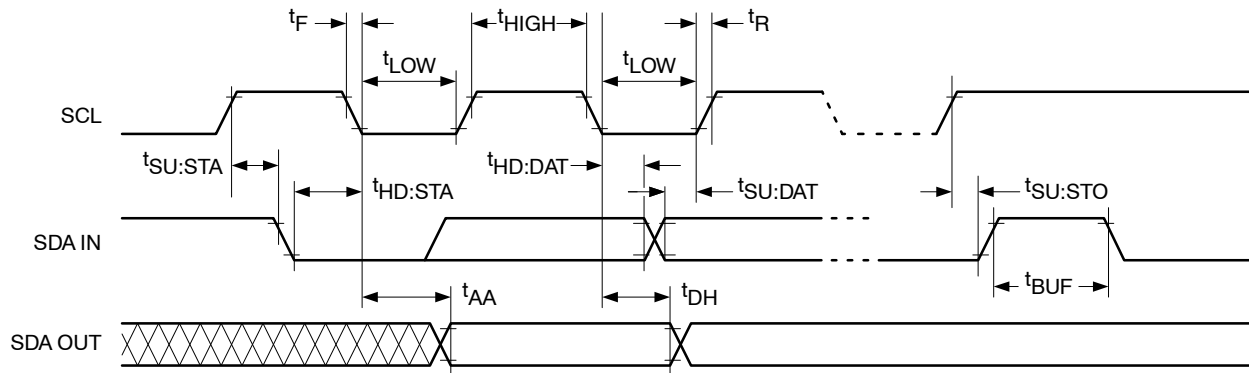 tF
tHIGH
tR
tLOW
tLOW
SCL
tSU:STA
tHD:STA
tHD:DAT
tSU:DAT
tSU:STO
SDA IN
tBUF
tAA
tDH
SDA OUT